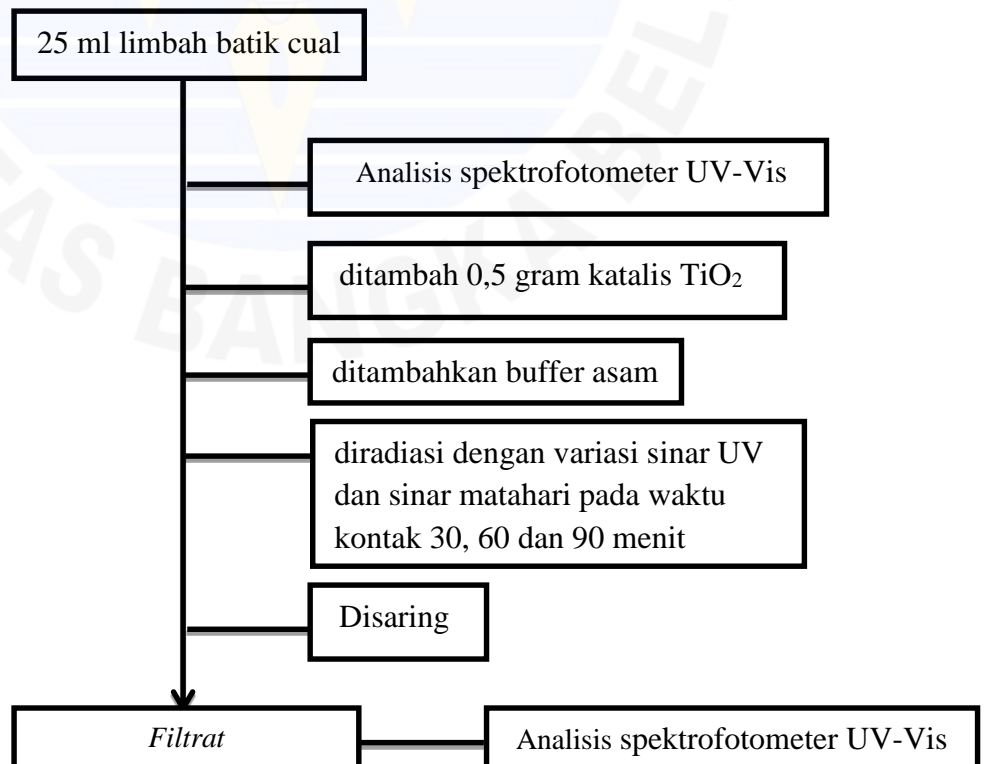 25 ml limbah batik cual
Analisis spektrofotometer UV-Vis
ditambah 0,5 gram katalis TiO₂
ditambahkan buffer asam
diradiasi dengan variasi sinar UV
dan sinar matahari pada waktu
kontak 30, 60 dan 90 menit
Disaring
Filtrat
Analisis spektrofotometer UV-Vis